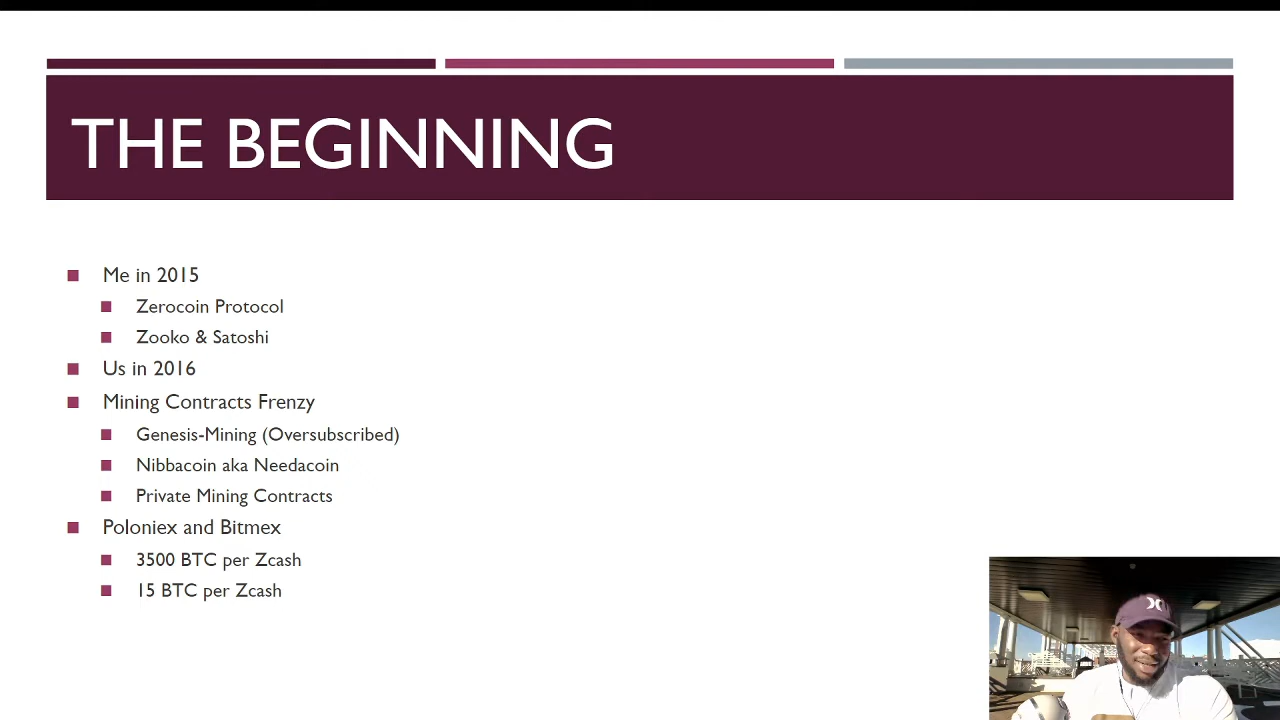 THE BEGINNING
Me in 2015
Zerocoin Protocol
Zooko & Satoshi
Us in 2016
Mining Contracts Frenzy
Genesis-Mining (Oversubscribed)
Nibbacoin aka Needacoin
Private Mining Contracts
Poloniex and Bitmex
3500 BTC per Zcash
15 BTC per Zcash